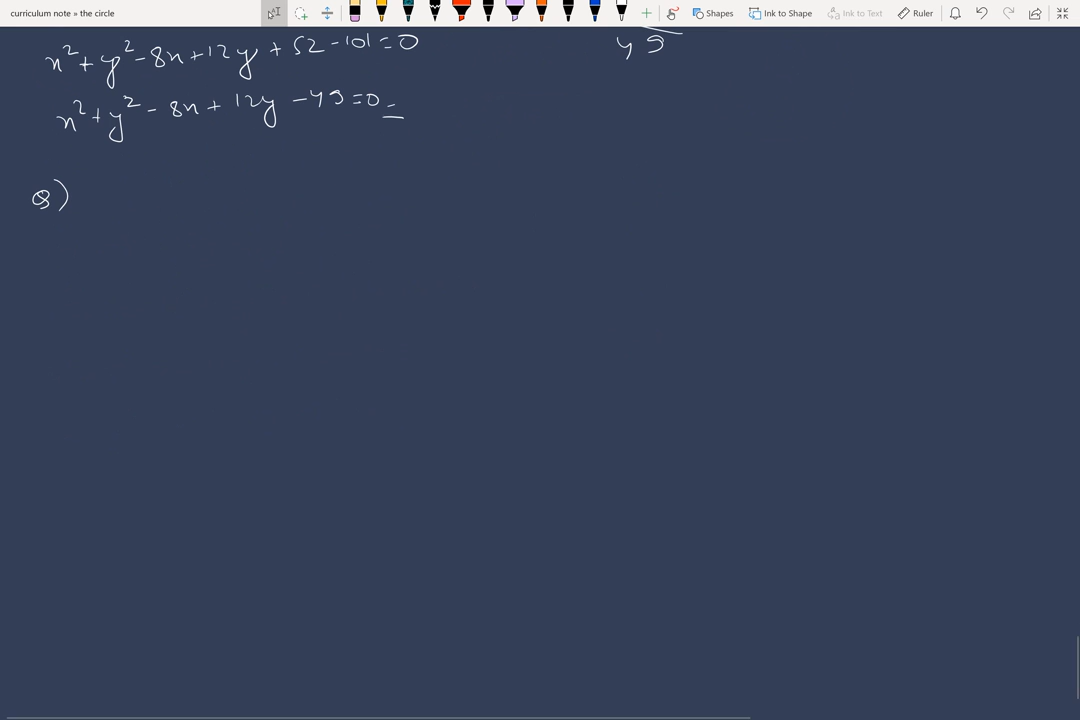 curriculum note » the circle
Shapes Ink to Shape Ink to Text Ruler
x² + y² - 8x + 12y + 52 - 101 = 0
49
x² + y² - 8x + 12y - 49 = 0
Q)